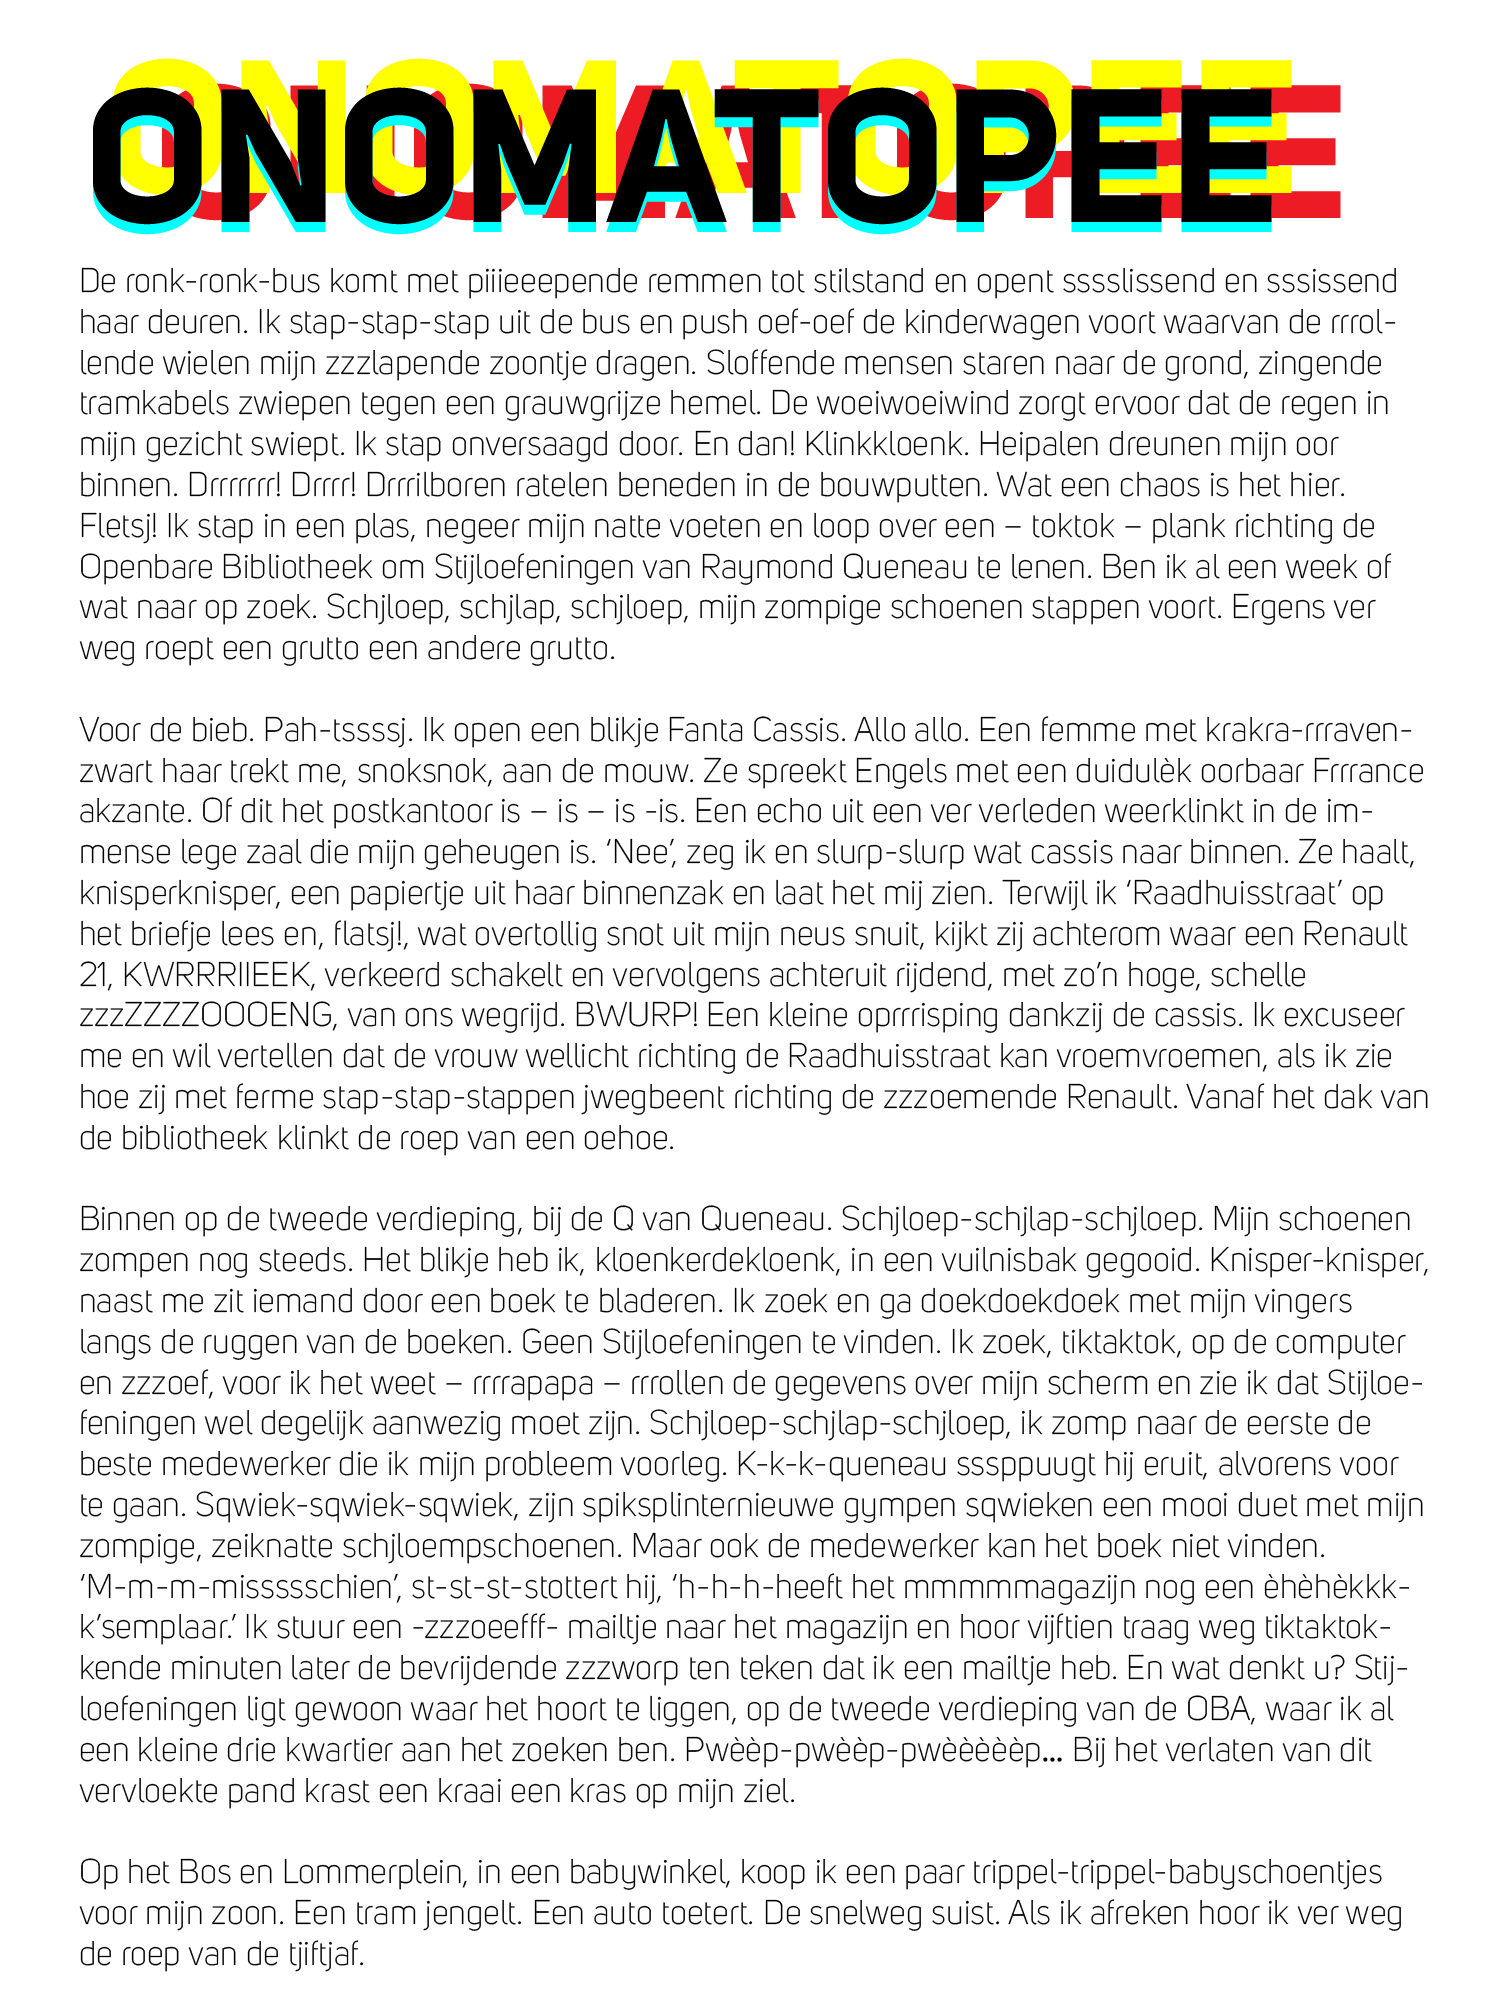 ONOMATOPEE
De ronk-ronk-bus komt met piiieeepende remmen tot stilstand en opent sssslissend en sssissend
haar deuren. Ik stap-stap-stap uit de bus en push oef-oef de kinderwagen voort waarvan de rrrol-
lende wielen mijn zzzlapende zoontje dragen. Sloffende mensen staren naar de grond, zingende
tramkabels zwiepen tegen een grauwgrijze hemel. De woeiwoeiwind zorgt ervoor dat de regen in
mijn gezicht swiept. Ik stap onversaagd door. En dan! Klinkkloenk. Heipalen dreunen mijn oor
binnen. Drrrrrrr! Drrrr! Drrrilboren ratelen beneden in de bouwputten. Wat een chaos is het hier.
Fletsj! Ik stap in een plas, negeer mijn natte voeten en loop over een – toktok – plank richting de
Openbare Bibliotheek om Stijloefeningen van Raymond Queneau te lenen. Ben ik al een week of
wat naar op zoek. Schjloep, schjlap, schjloep, mijn zompige schoenen stappen voort. Ergens ver
weg roept een grutto een andere grutto.

Voor de bieb. Pah-tssssj. Ik open een blikje Fanta Cassis. Allo allo. Een femme met krakra-rrraven-
zwart haar trekt me, snoksnok, aan de mouw. Ze spreekt Engels met een duidulèk oorbaar Frrrance
akzante. Of dit het postkantoor is – is – is -is. Een echo uit een ver verleden weerklinkt in de im-
mense lege zaal die mijn geheugen is. ‘Nee’, zeg ik en slurp-slurp wat cassis naar binnen. Ze haalt,
knisperknisper, een papiertje uit haar binnenzak en laat het mij zien. Terwijl ik ‘Raadhuisstraat’ op
het briefje lees en, flatsj!, wat overtollig snot uit mijn neus snuit, kijkt zij achterom waar een Renault
21, KWRRRIIEEK, verkeerd schakelt en vervolgens achteruit rijdend, met zo’n hoge, schelle
zzzZZZZOOOENG, van ons wegrijd. BWURP! Een kleine oprrrisping dankzij de cassis. Ik excuseer
me en wil vertellen dat de vrouw wellicht richting de Raadhuisstraat kan vroemvroemen, als ik zie
hoe zij met ferme stap-stap-stappen jwegbeent richting de zzzoemende Renault. Vanaf het dak van
de bibliotheek klinkt de roep van een oehoe.

Binnen op de tweede verdieping, bij de Q van Queneau. Schjloep-schjlap-schjloep. Mijn schoenen
zompen nog steeds. Het blikje heb ik, kloenkerdekloenk, in een vuilnisbak gegooid. Knisper-knisper,
naast me zit iemand door een boek te bladeren. Ik zoek en ga doekdoekdoek met mijn vingers
langs de ruggen van de boeken. Geen Stijloefeningen te vinden. Ik zoek, tiktaktok, op de computer
en zzzoef, voor ik het weet – rrrrapapa – rrrollen de gegevens over mijn scherm en zie ik dat Stijloe-
feningen wel degelijk aanwezig moet zijn. Schjloep-schjlap-schjloep, ik zomp naar de eerste de
beste medewerker die ik mijn probleem voorleg. K-k-k-queneau sssppuugt hij eruit, alvorens voor
te gaan. Sqwiek-sqwiek-sqwiek, zijn spiksplinternieuwe gympen sqwieken een mooi duet met mijn
zompige, zeiknatte schjloempschoenen. Maar ook de medewerker kan het boek niet vinden.
‘M-m-m-misssssschien’, st-st-st-stottert hij, ‘h-h-h-heeft het mmmmmagazijn nog een èhèhèkkk-
k’semplaar.’ Ik stuur een -zzzoeefff- mailtje naar het magazijn en hoor vijftien traag weg tiktaktok-
kende minuten later de bevrijdende zzzworp ten teken dat ik een mailtje heb. En wat denkt u? Stij-
loefeningen ligt gewoon waar het hoort te liggen, op de tweede verdieping van de OBA, waar ik al
een kleine drie kwartier aan het zoeken ben. Pwèèp-pwèèp-pwèèèèèp... Bij het verlaten van dit
vervloekte pand krast een kraai een kras op mijn ziel.

Op het Bos en Lommerplein, in een babywinkel, koop ik een paar trippel-trippel-babyschoentjes
voor mijn zoon. Een tram jengelt. Een auto toetert. De snelweg suist. Als ik afreken hoor ik ver weg
de roep van de tjiftjaf.